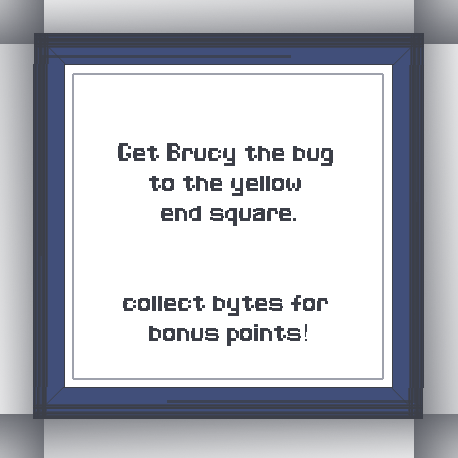 Get Brucy the bug
to the yellow
end square.
collect bytes for
bonus points!